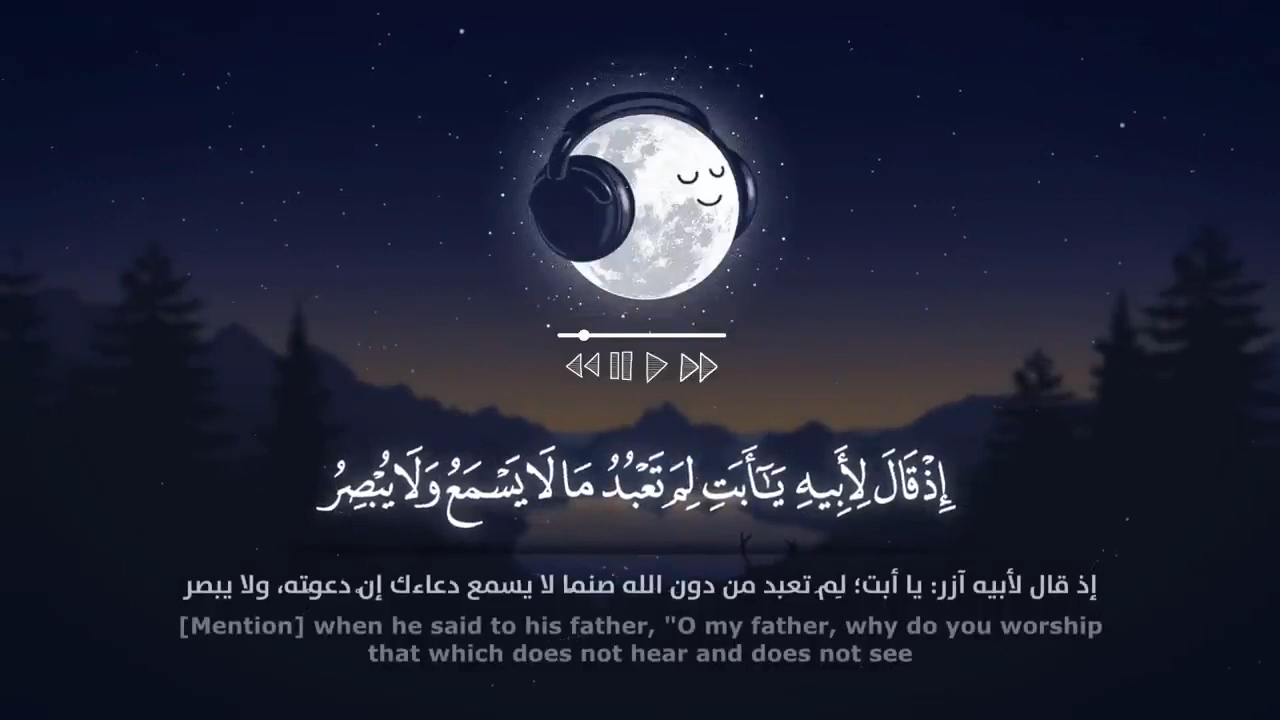 إِذْ قَالَ لِأَبِيهِ يَـٰٓأَبَتِ لِمَ تَعْبُدُ مَا لَا يَسْمَعُ وَلَا يُبْصِرُ
إذ قال لأبيه آزر: يا أبت؛ لِم تعبد من دون الله صنما لا يسمع دعاءك إن دعوته، ولا يبصر
[Mention] when he said to his father, "O my father, why do you worship
that which does not hear and does not see